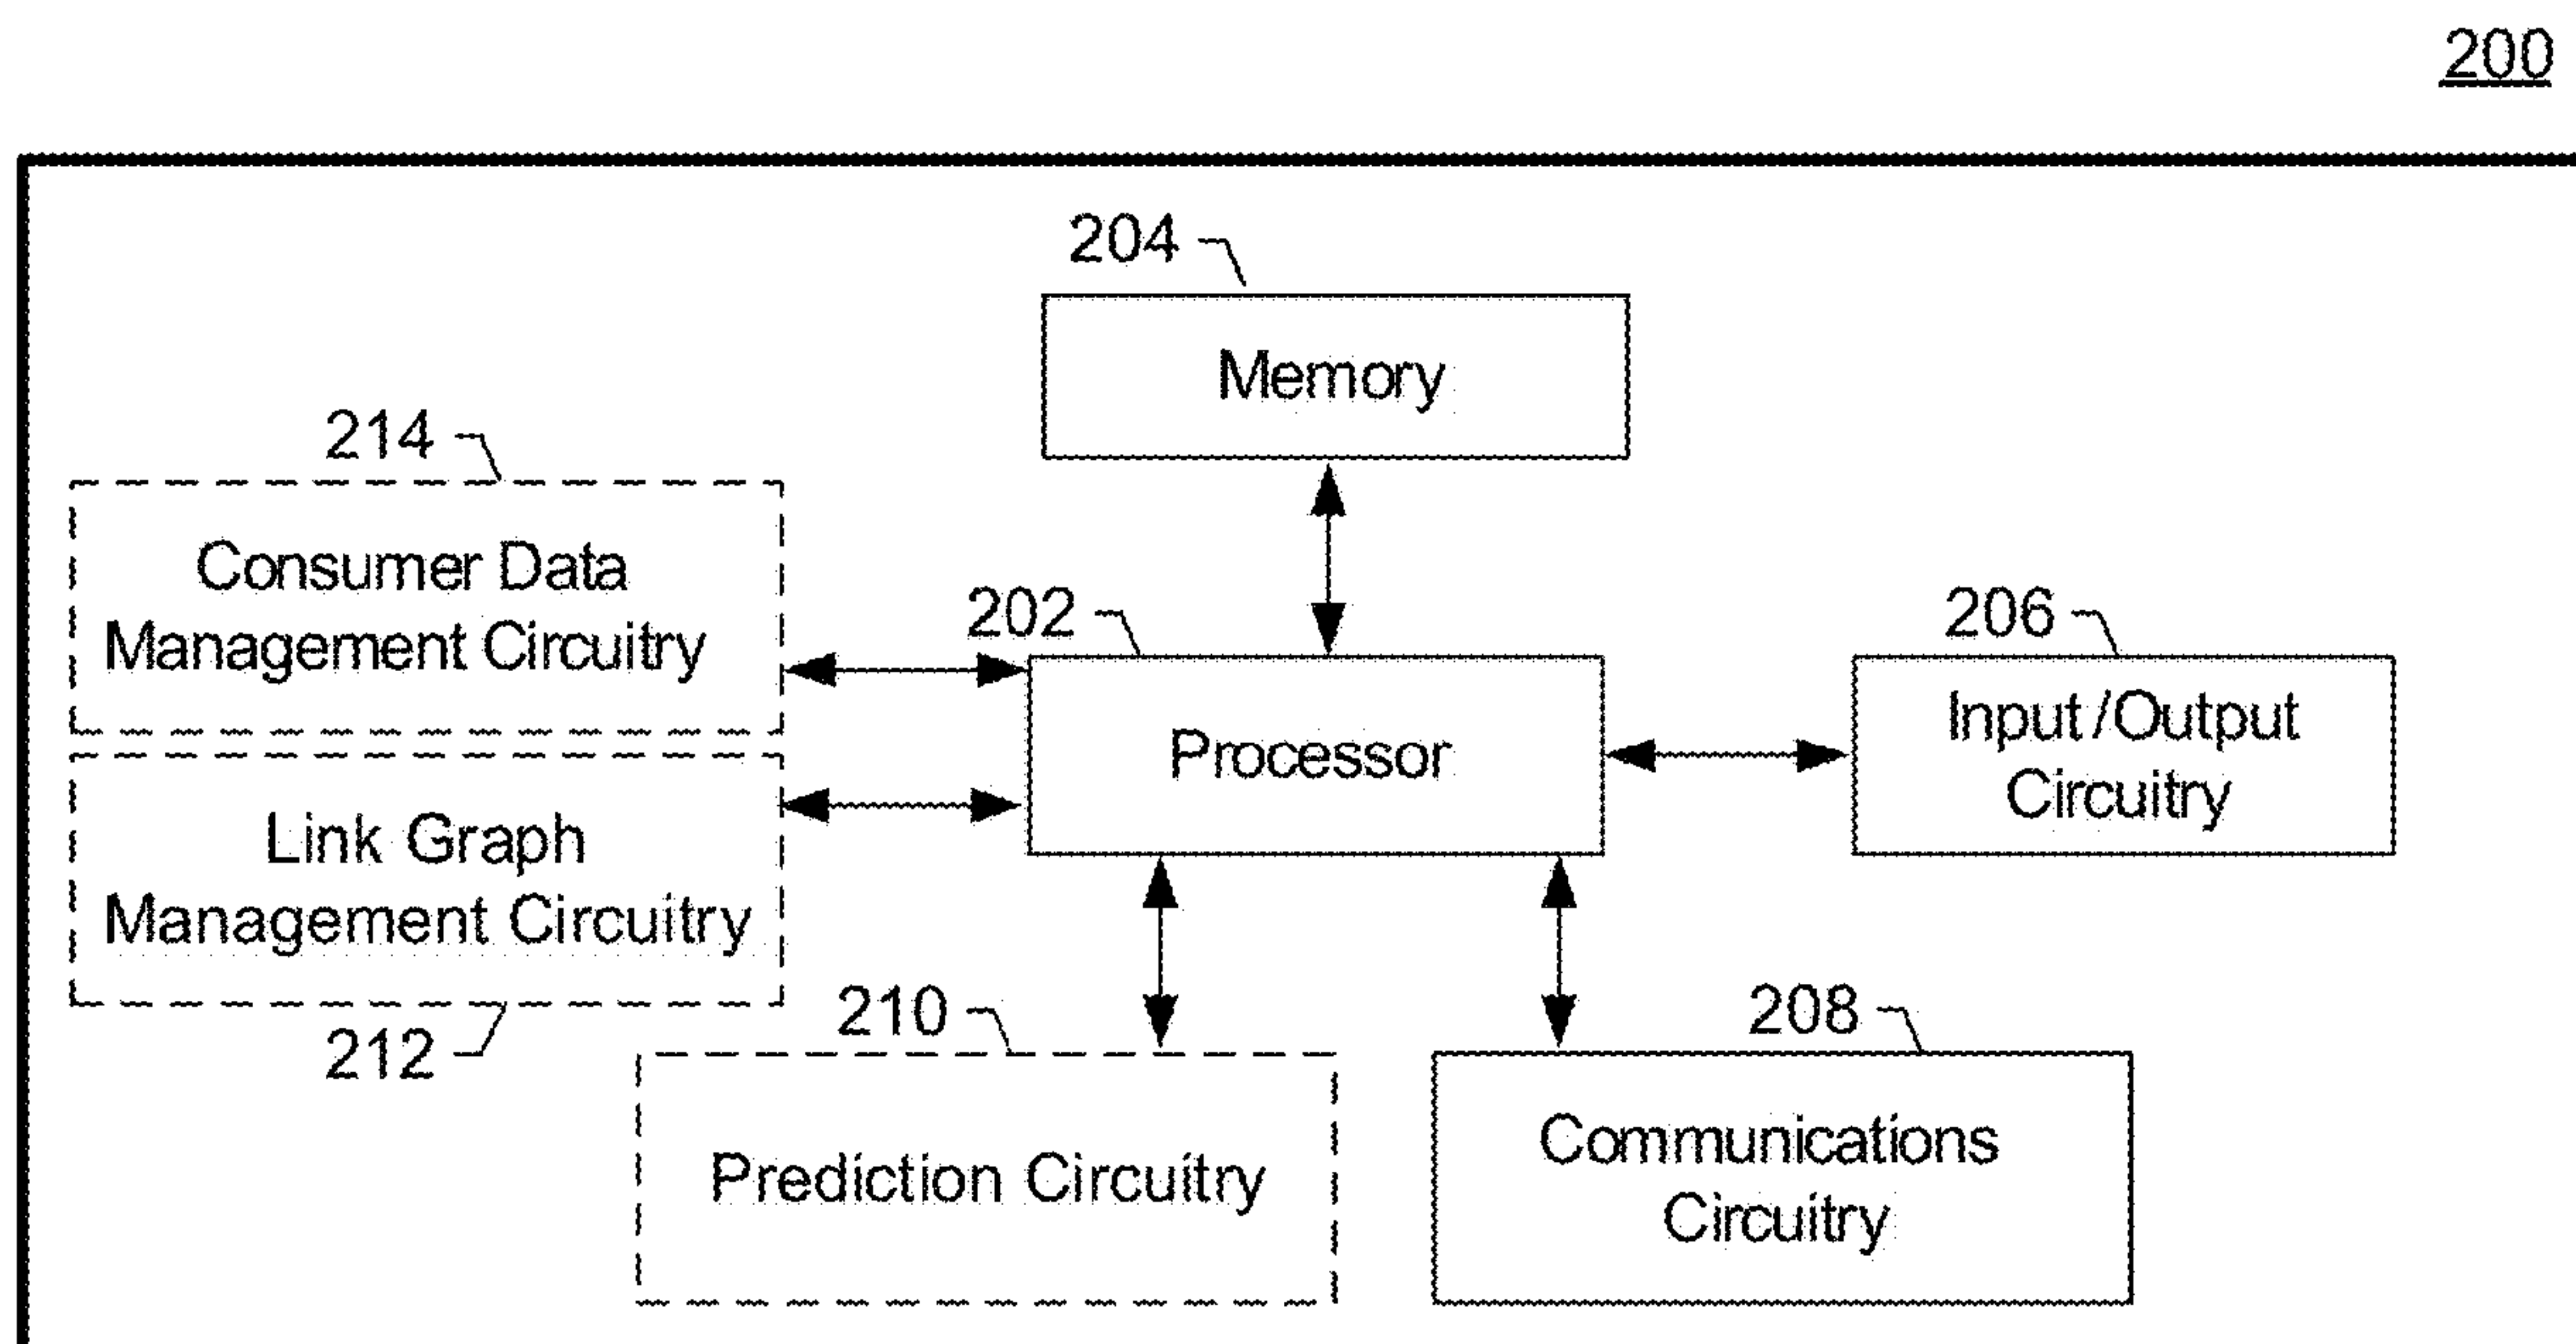 200
204
Memory
214
Consumer Data
Management Circuitry
202
Processor
206
Input/Output
Circuitry
Link Graph
Management Circuitry
212
210
Prediction Circuitry
208
Communications
Circuitry